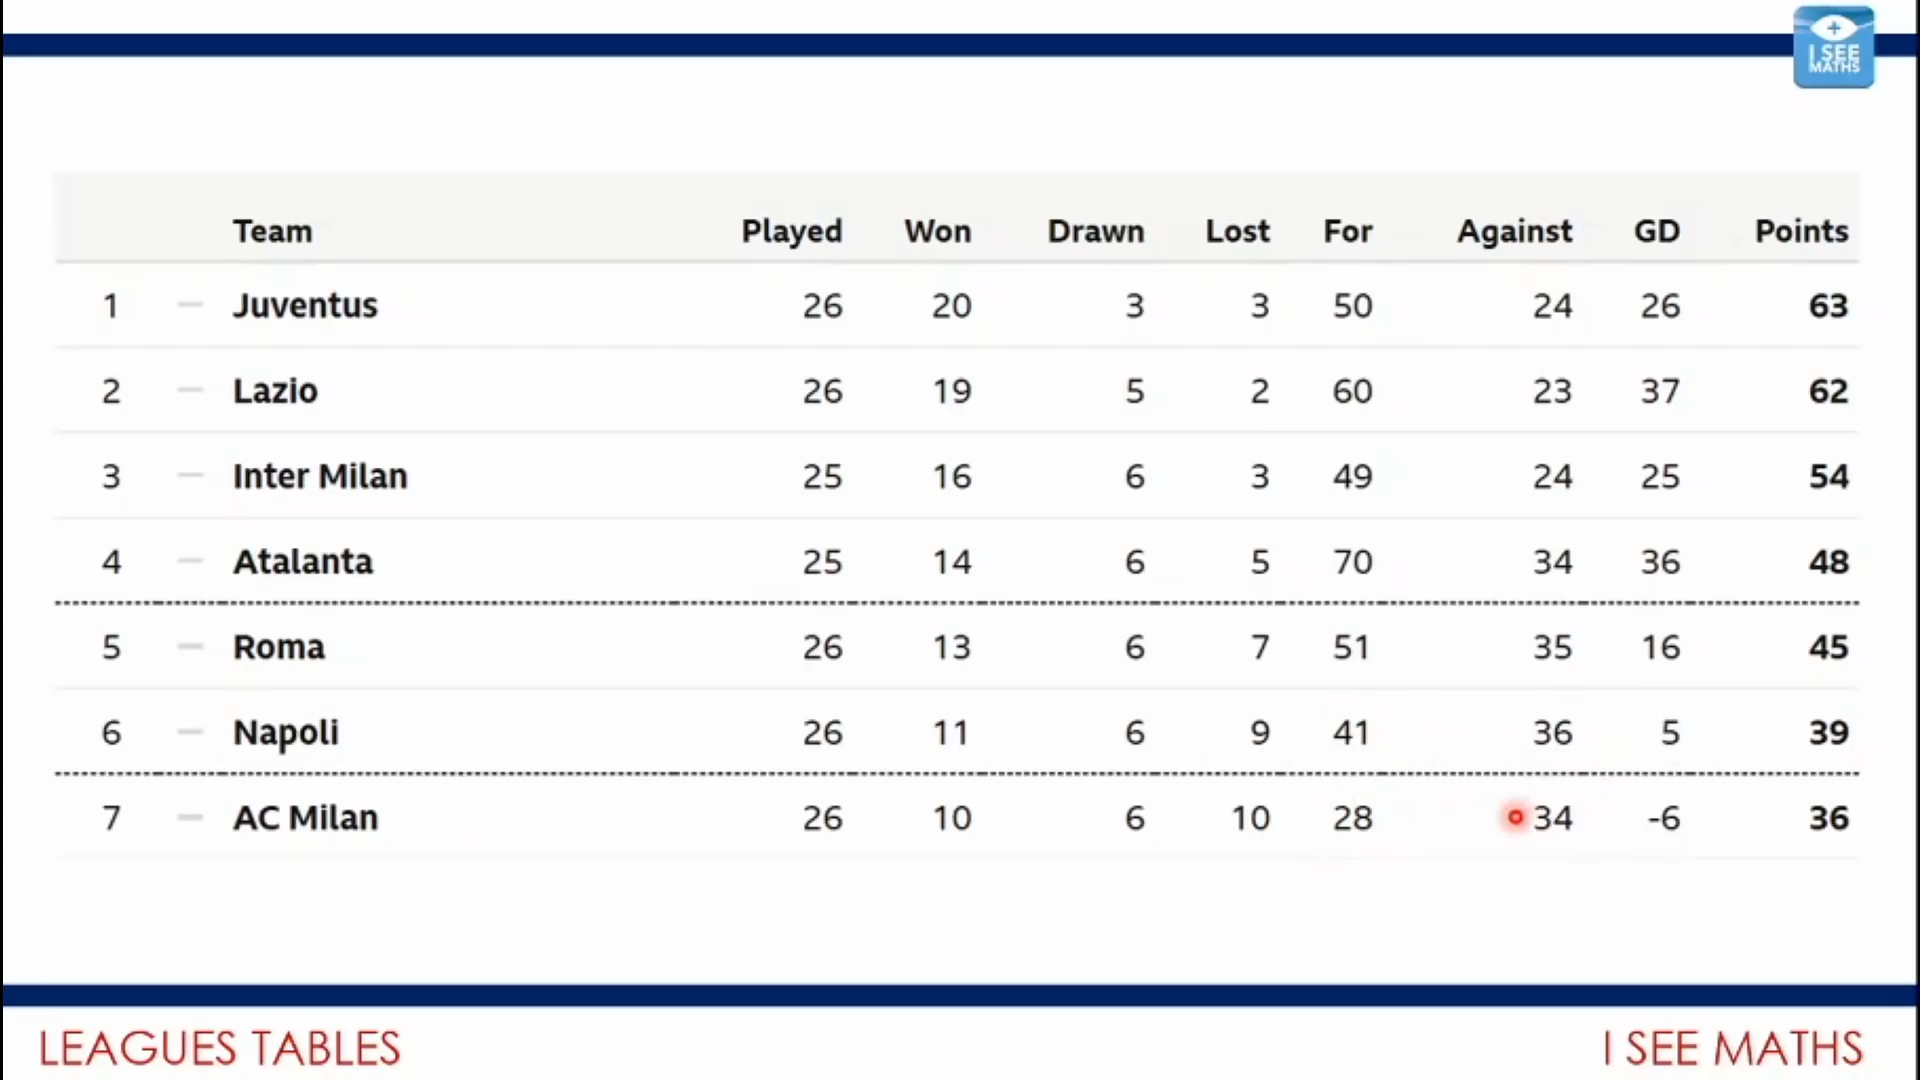 I SEE
MATHS
Team Played Won Drawn Lost For Against GD Points
1 Juventus 26 20 3 3 50 24 26 63
2 Lazio 26 19 5 2 60 23 37 62
3 Inter Milan 25 16 6 3 49 24 25 54
4 Atalanta 25 14 6 5 70 34 36 48
5 Roma 26 13 6 7 51 35 16 45
6 Napoli 26 11 6 9 41 36 5 39
7 AC Milan 26 10 6 10 28 34 -6 36
LEAGUES TABLES I SEE MATHS